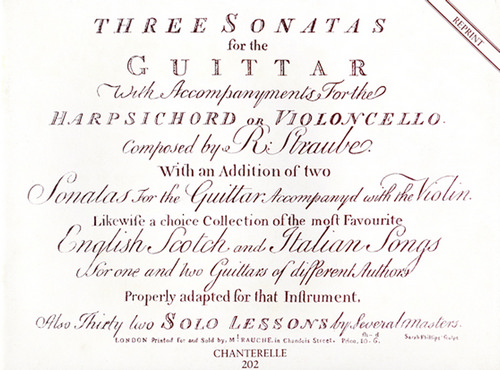 THREE SONATAS
REPRINT
for the
GUITTAR
With Accompanyments For the
HARPSICHORD OR VIOLONCELLO.
Composed by R: Straube.
With an Addition of two
Sonatas For the Guittar Accompanyd with the Violin.
Likewiſe a choice Collection of the moſt Favourite
English Scotch and Italian Songs
For one and two Guittars of different Authors
Properly adapted for that Inſtrument.
Also Thirty two SOLO LESSONS by Several Masters.
LONDON Printed for and Sold by Mr. RAUCHE, in Chandois Street. Price, 10-6. Sarah Phillips Sculps
CHANTERELLE
202